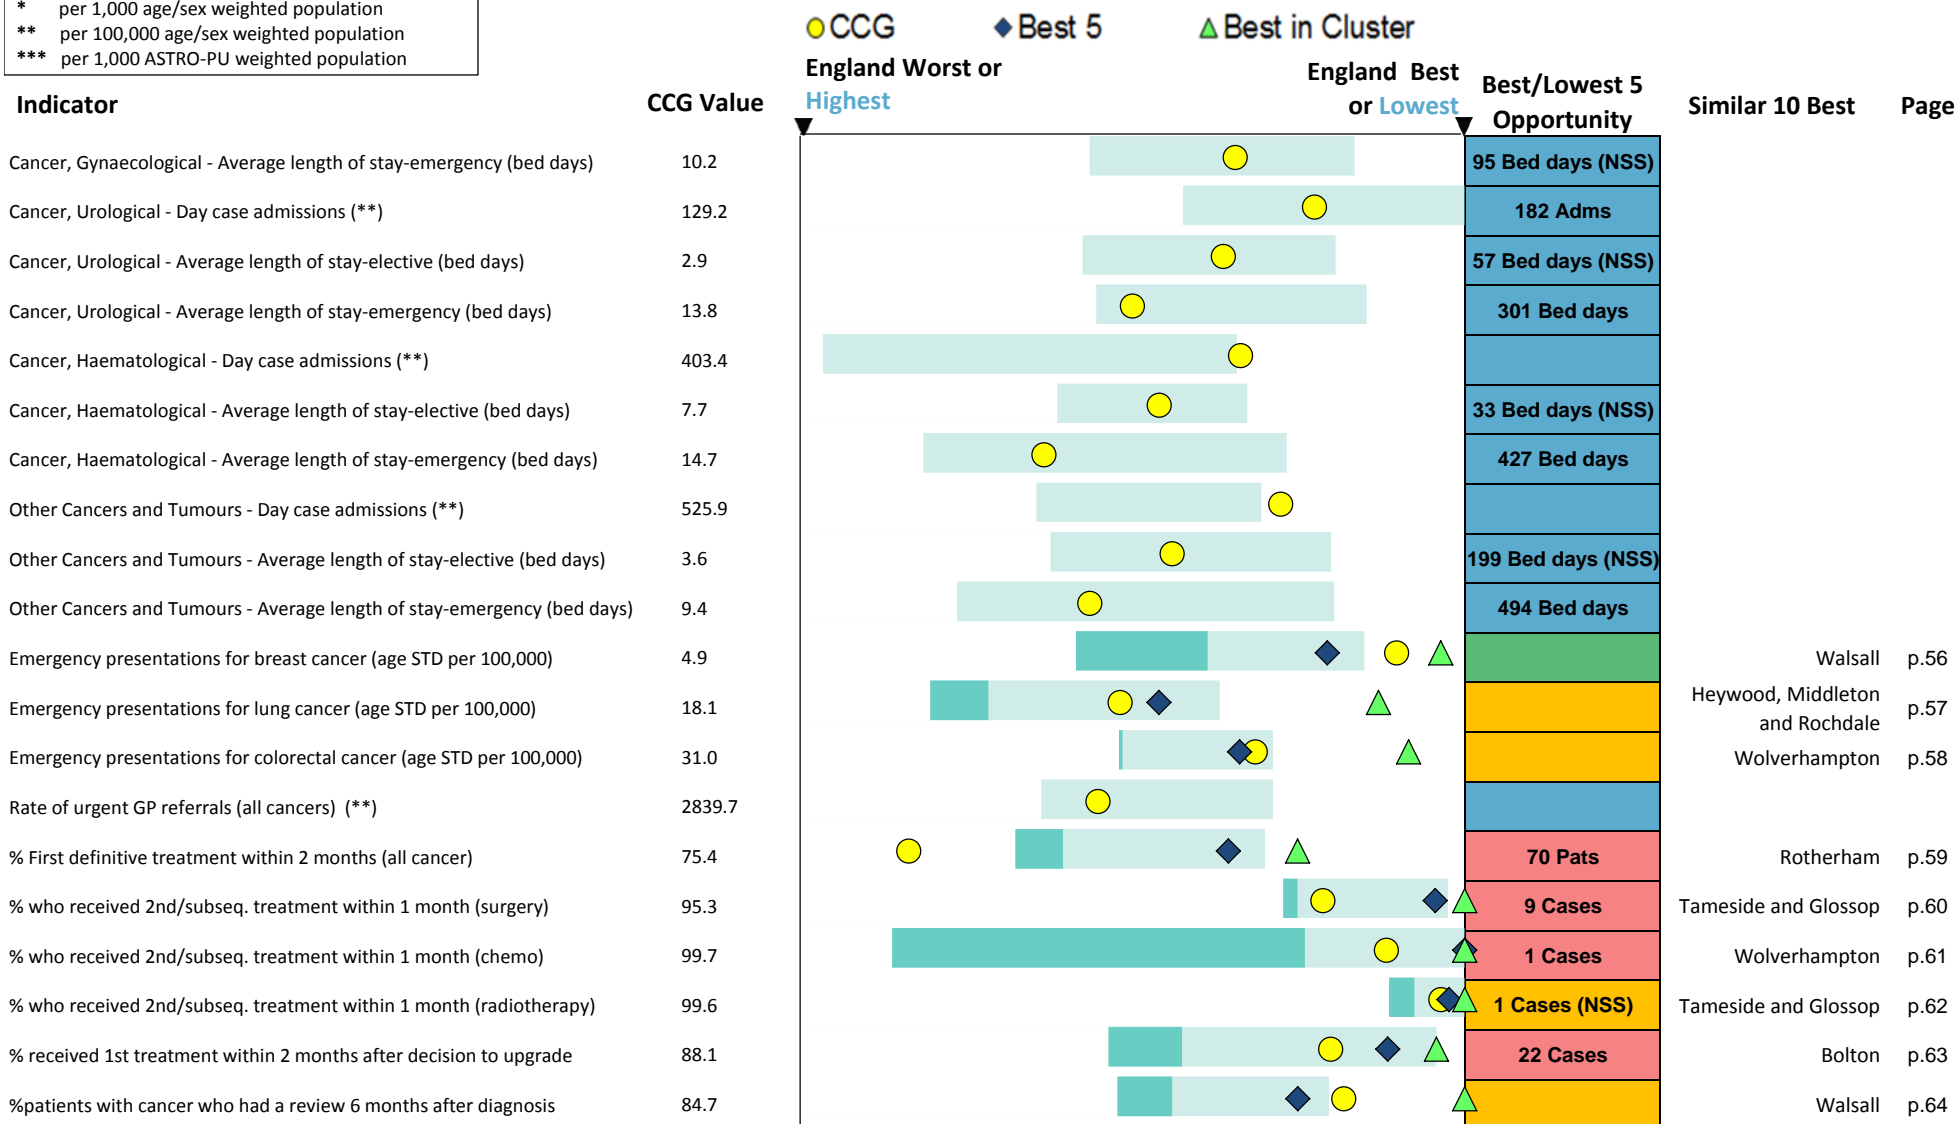 * per 1,000 age/sex weighted population
** per 100,000 age/sex weighted population
*** per 1,000 ASTRO-PU weighted population
CCG Best 5 Best in Cluster
England Worst or Highest
England Best or Lowest
Indicator CCG Value Best/Lowest 5 Opportunity Similar 10 Best Page
Cancer, Gynaecological - Average length of stay-emergency (bed days) 10.2 95 Bed days (NSS)
Cancer, Urological - Day case admissions (**) 129.2 182 Adms
Cancer, Urological - Average length of stay-elective (bed days) 2.9 57 Bed days (NSS)
Cancer, Urological - Average length of stay-emergency (bed days) 13.8 301 Bed days
Cancer, Haematological - Day case admissions (**) 403.4
Cancer, Haematological - Average length of stay-elective (bed days) 7.7 33 Bed days (NSS)
Cancer, Haematological - Average length of stay-emergency (bed days) 14.7 427 Bed days
Other Cancers and Tumours - Day case admissions (**) 525.9
Other Cancers and Tumours - Average length of stay-elective (bed days) 3.6 199 Bed days (NSS)
Other Cancers and Tumours - Average length of stay-emergency (bed days) 9.4 494 Bed days
Emergency presentations for breast cancer (age STD per 100,000) 4.9 Walsall p.56
Emergency presentations for lung cancer (age STD per 100,000) 18.1 Heywood, Middleton and Rochdale p.57
Emergency presentations for colorectal cancer (age STD per 100,000) 31.0 Wolverhampton p.58
Rate of urgent GP referrals (all cancers) (**) 2839.7
% First definitive treatment within 2 months (all cancer) 75.4 70 Pats Rotherham p.59
% who received 2nd/subseq. treatment within 1 month (surgery) 95.3 9 Cases Tameside and Glossop p.60
% who received 2nd/subseq. treatment within 1 month (chemo) 99.7 1 Cases Wolverhampton p.61
% who received 2nd/subseq. treatment within 1 month (radiotherapy) 99.6 1 Cases (NSS) Tameside and Glossop p.62
% received 1st treatment within 2 months after decision to upgrade 88.1 22 Cases Bolton p.63
%patients with cancer who had a review 6 months after diagnosis 84.7 Walsall p.64